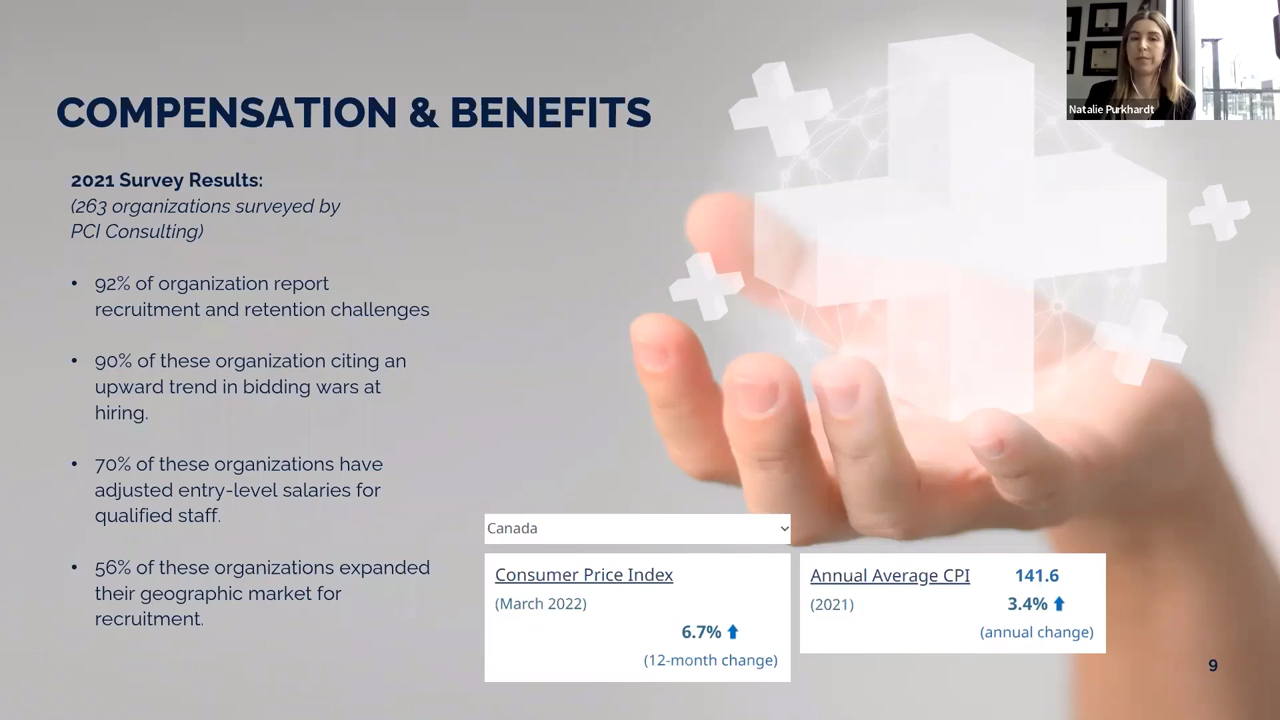 Natalie Purkhardt
COMPENSATION & BENEFITS
2021 Survey Results:
(263 organizations surveyed by
PCI Consulting)
• 92% of organization report
recruitment and retention challenges
• 90% of these organization citing an
upward trend in bidding wars at
hiring.
• 70% of these organizations have
adjusted entry-level salaries for
qualified staff.
• 56% of these organizations expanded
their geographic market for
recruitment.
Canada
Consumer Price Index
(March 2022)
6.7%
(12-month change)
Annual Average CPI 141.6
(2021) 3.4%
(annual change)
9